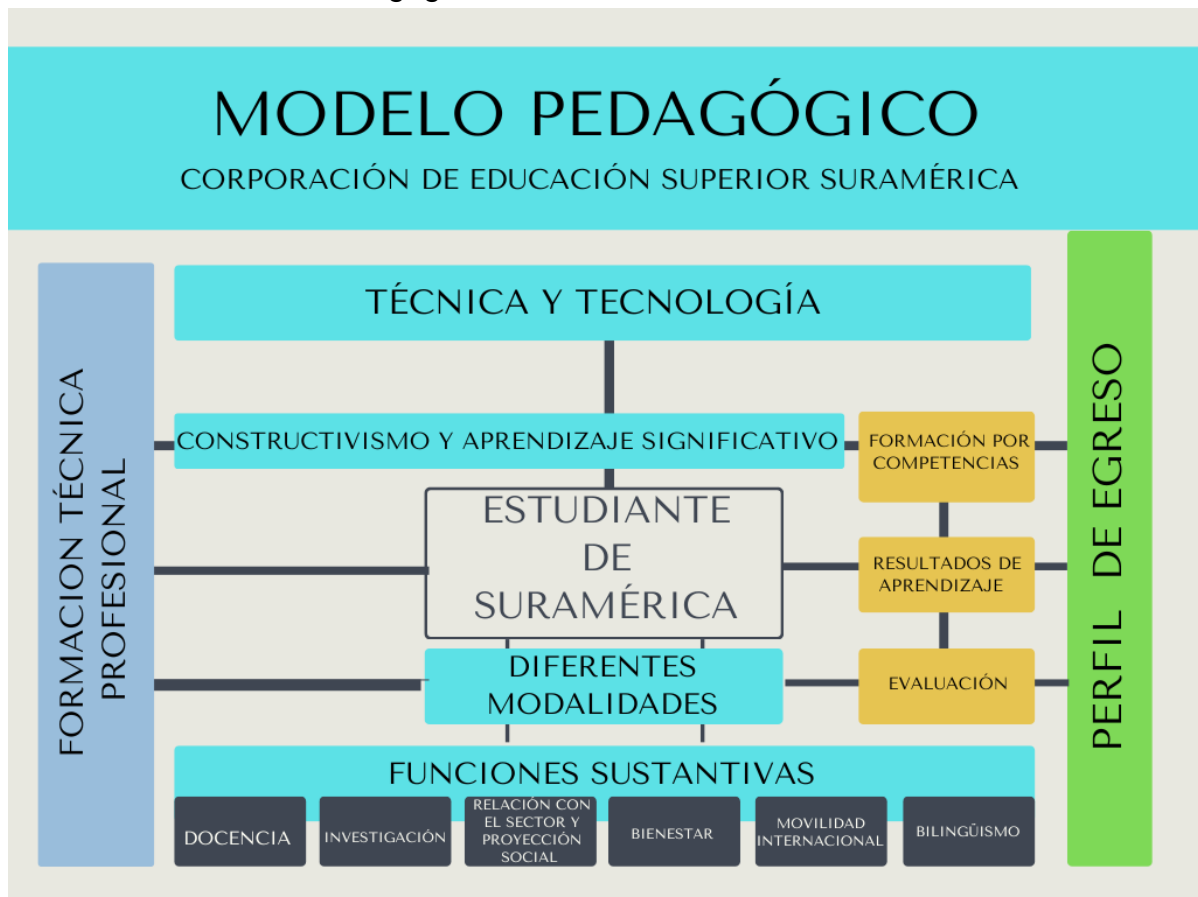 MODELO PEDAGÓGICO
CORPORACIÓN DE EDUCACIÓN SUPERIOR SURAMÉRICA
TÉCNICA Y TECNOLOGÍA
FORMACION TÉCNICA
PROFESIONAL
CONSTRUCTIVISMO Y APRENDIZAJE SIGNIFICATIVO
FORMACIÓN POR
COMPETENCIAS
ESTUDIANTE
DE
SURAMÉRICA
RESULTADOS DE
APRENDIZAJE
DIFERENTES
MODALIDADES
EVALUACIÓN
PERFIL DE EGRESO
FUNCIONES SUSTANTIVAS
DOCENCIA
INVESTIGACIÓN
RELACIÓN CON
EL SECTOR Y
PROYECCIÓN
SOCIAL
BIENESTAR
MOVILIDAD
INTERNACIONAL
BILINGÜISMO